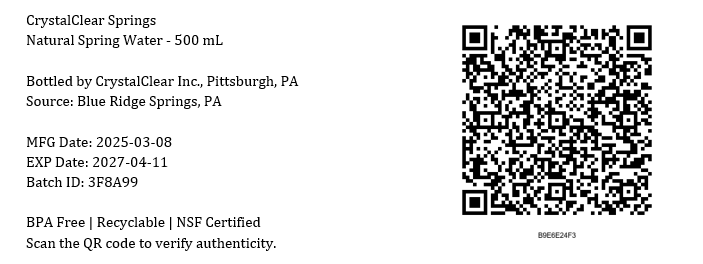 CrystalClear Springs
Natural Spring Water - 500 mL
Bottled by CrystalClear Inc., Pittsburgh, PA
Source: Blue Ridge Springs, PA
MFG Date: 2025-03-08
EXP Date: 2027-04-11
Batch ID: 3F8A99
BPA Free | Recyclable | NSF Certified
Scan the QR code to verify authenticity.
B9E6E24F3